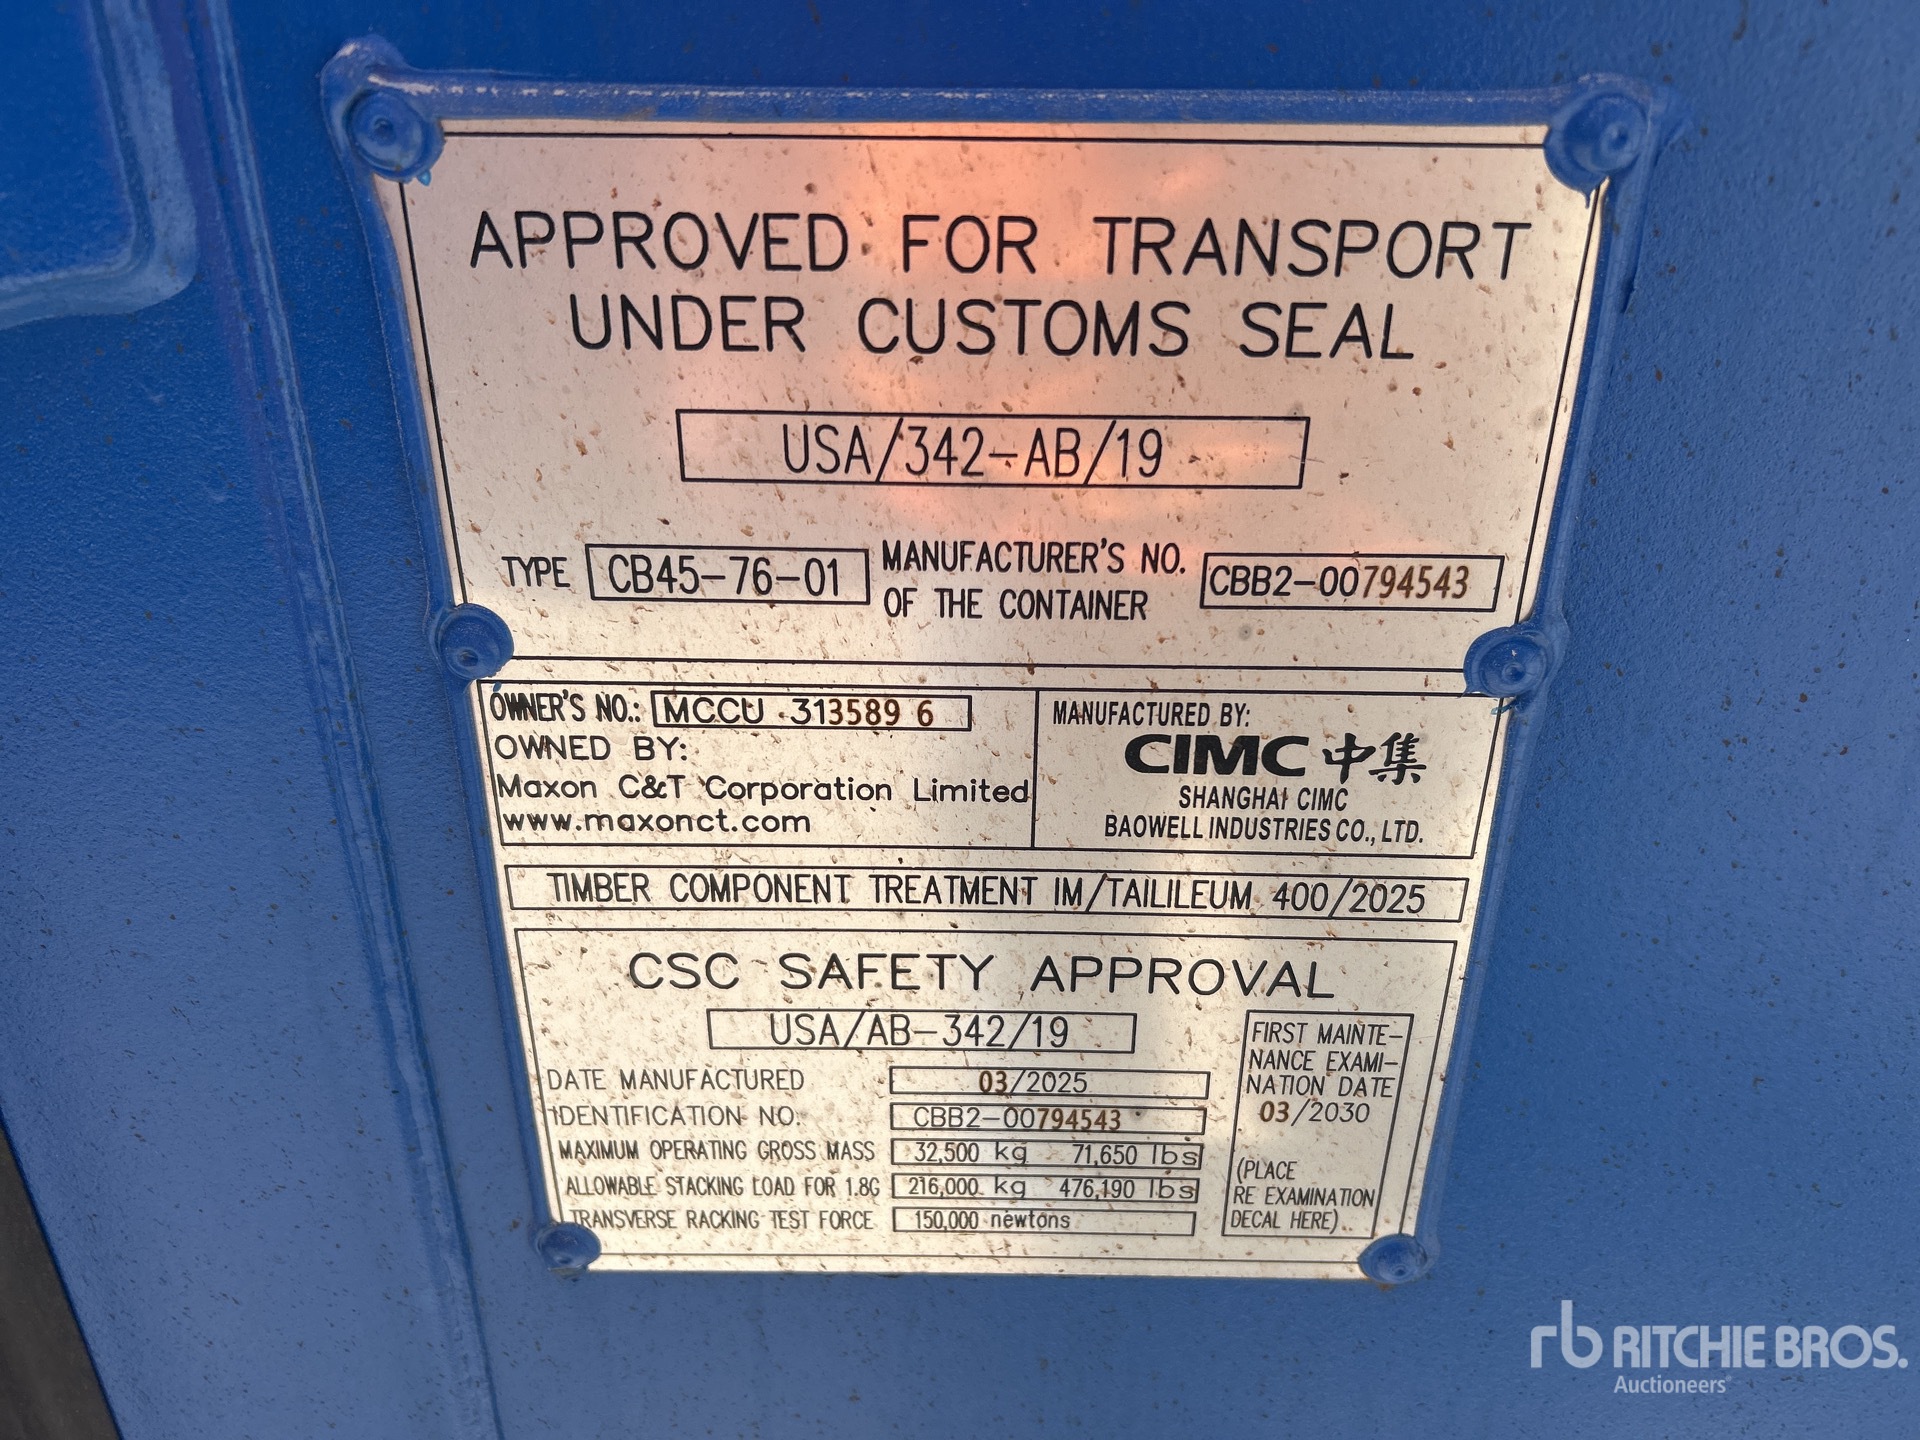 APPROVED FOR TRANSPORT
UNDER CUSTOMS SEAL
USA/342-AB/19
TYPE CB45-76-01 MANUFACTURER'S NO. OF THE CONTAINER CBB2-00794543
OWNER'S NO.: MCCU 313589 6
OWNED BY:
Maxon C&T Corporation Limited
www.maxonct.com
MANUFACTURED BY:
CIMC 中集
SHANGHAI CIMC
BAOWELL INDUSTRIES CO., LTD.
TIMBER COMPONENT TREATMENT IM/TAILILEUM 400/2025
CSC SAFETY APPROVAL
USA/AB-342/19
DATE MANUFACTURED 03/2025
IDENTIFICATION NO. CBB2-00794543
MAXIMUM OPERATING GROSS MASS 32,500 kg 71,650 lbs
ALLOWABLE STACKING LOAD FOR 1.8G 216,000 kg 476,190 lbs
TRANSVERSE RACKING TEST FORCE 150,000 newtons
FIRST MAINTE-
NANCE EXAMI-
NATION DATE
03/2030
(PLACE
RE EXAMINATION
DECAL HERE)
rb RITCHIE BROS.
Auctioneers